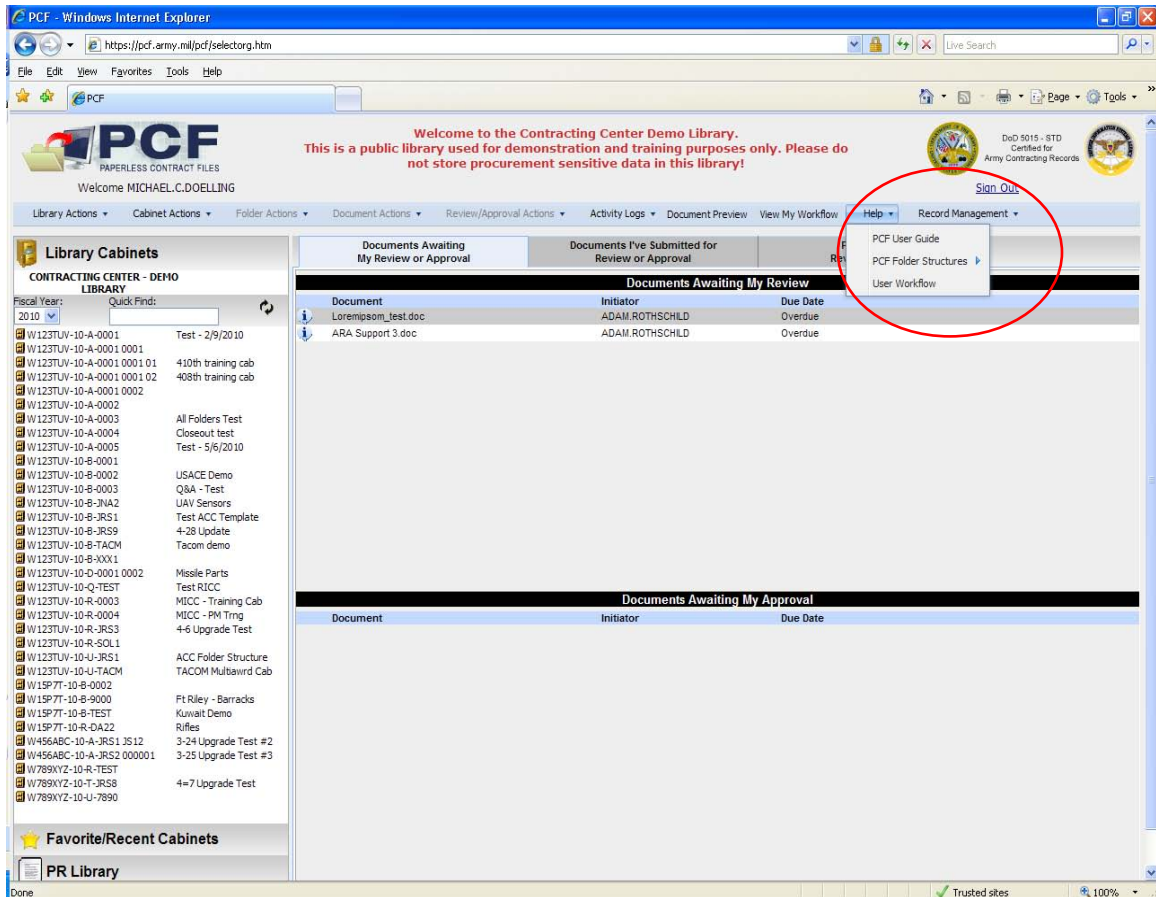 PCF - Windows Internet Explorer
https://pcf.army.mil/pcf/selectorg.htm
Live Search
File Edit View Favorites Tools Help
PCF
Page Tools »
PCF
PAPERLESS CONTRACT FILES
Welcome MICHAEL.C.DOELLING
Welcome to the Contracting Center Demo Library.
This is a public library used for demonstration and training purposes only. Please do
not store procurement sensitive data in this library!
DoD 5015 - STD
Certified for
Army Contracting Records
Sign Out
Library Actions Cabinet Actions Folder Actions Document Actions Review/Approval Actions Activity Logs Document Preview View My Workflow Help Record Management
PCF User Guide
PCF Folder Structures
User Workflow
Library Cabinets
CONTRACTING CENTER - DEMO
LIBRARY
Fiscal Year: Quick Find:
2010
W123TUV-10-A-0001 Test - 2/9/2010
W123TUV-10-A-0001 0001
W123TUV-10-A-0001 0001 01 410th training cab
W123TUV-10-A-0001 0001 02 408th training cab
W123TUV-10-A-0001 0002
W123TUV-10-A-0002
W123TUV-10-A-0003 All Folders Test
W123TUV-10-A-0004 Closeout test
W123TUV-10-A-0005 Test - 5/6/2010
W123TUV-10-B-0001
W123TUV-10-B-0002 USACE Demo
W123TUV-10-B-0003 Q&A - Test
W123TUV-10-B-JNA2 UAV Sensors
W123TUV-10-B-JRS1 Test ACC Template
W123TUV-10-B-JRS9 4-28 Update
W123TUV-10-B-TACM Tacom demo
W123TUV-10-B-XXX1
W123TUV-10-D-0001 0002 Missile Parts
W123TUV-10-Q-TEST Test RICC
W123TUV-10-R-0003 MICC - Training Cab
W123TUV-10-R-0004 MICC - PM Trng
W123TUV-10-R-JRS3 4-6 Upgrade Test
W123TUV-10-R-SOL1
W123TUV-10-U-JRS1 ACC Folder Structure
W123TUV-10-U-TACM TACOM Multiawrd Cab
W15P7T-10-B-0002
W15P7T-10-B-9000 Ft Riley - Barracks
W15P7T-10-B-TEST Kuwait Demo
W15P7T-10-R-DA22 Rifles
W456ABC-10-A-JRS1 JS12 3-24 Upgrade Test #2
W456ABC-10-A-JRS2 000001 3-25 Upgrade Test #3
W789XYZ-10-R-TEST
W789XYZ-10-T-JRS8 4=7 Upgrade Test
W789XYZ-10-U-7890
Favorite/Recent Cabinets
PR Library
Documents Awaiting
My Review or Approval
Documents I've Submitted for
Review or Approval
Documents Awaiting My Review
Document Initiator Due Date
Loremipsom_test.doc ADAM.ROTHSCHILD Overdue
ARA Support 3.doc ADAM.ROTHSCHILD Overdue
Documents Awaiting My Approval
Document Initiator Due Date
Done
Trusted sites
100%